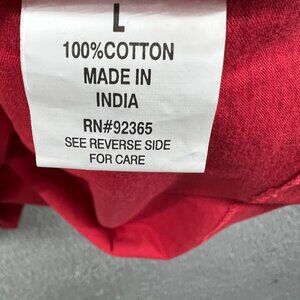 L
100%COTTON
MADE IN
INDIA
RN#92365
SEE REVERSE SIDE
FOR CARE